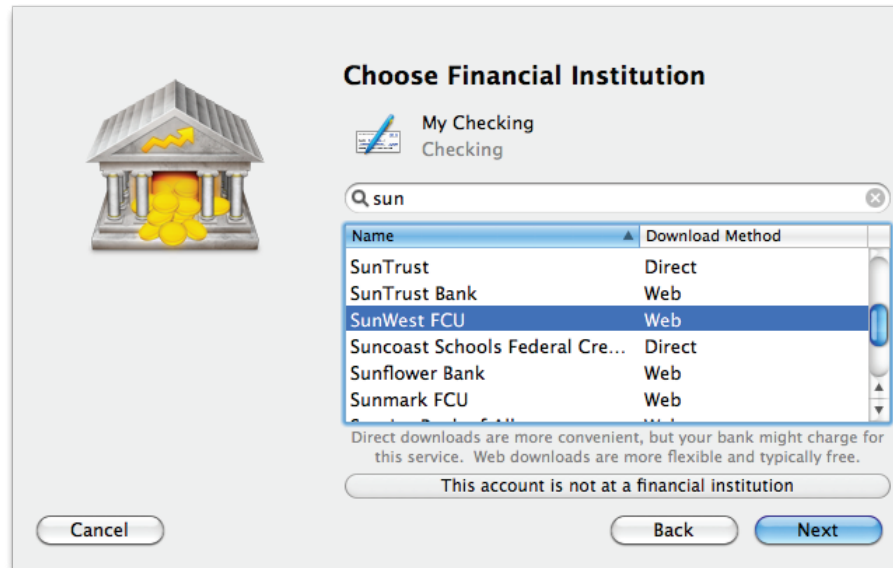 Choose Financial Institution
My Checking
Checking
sun
Name Download Method
SunTrust Direct
SunTrust Bank Web
SunWest FCU Web
Suncoast Schools Federal Cre... Direct
Sunflower Bank Web
Sunmark FCU Web
Direct downloads are more convenient, but your bank might charge for
this service. Web downloads are more flexible and typically free.
This account is not at a financial institution
Cancel Back Next